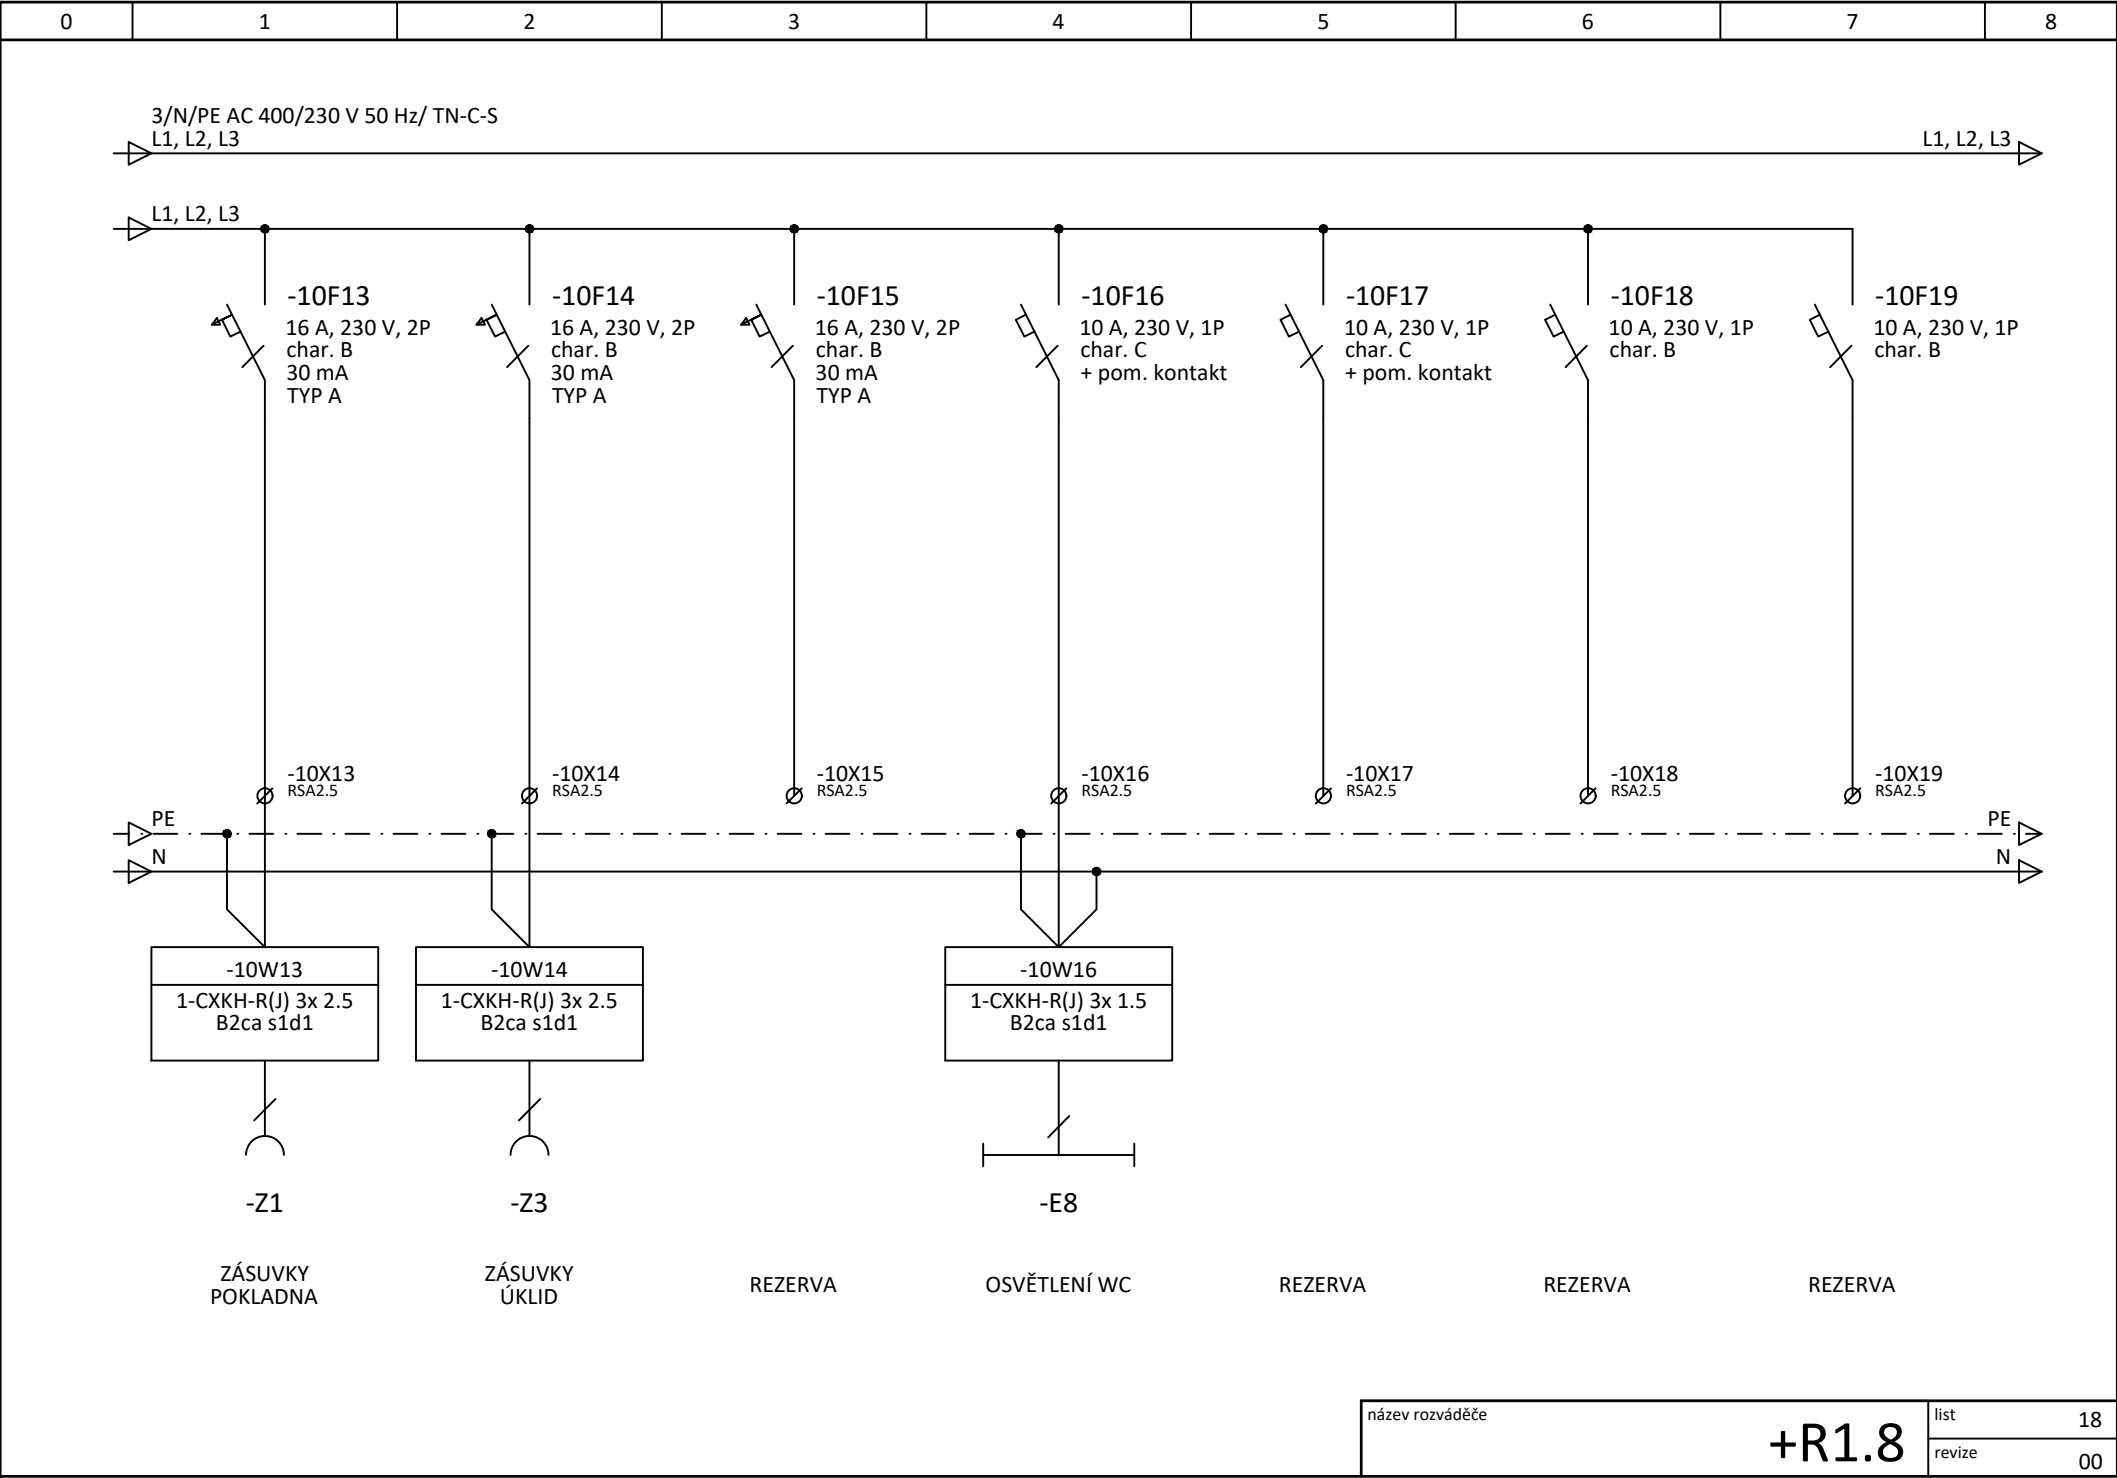 0 1 2 3 4 5 6 7 8
3/N/PE AC 400/230 V 50 Hz/ TN-C-S
L1, L2, L3 L1, L2, L3
L1, L2, L3
-10F13
16 A, 230 V, 2P
char. B
30 mA
TYP A
-10F14
16 A, 230 V, 2P
char. B
30 mA
TYP A
-10F15
16 A, 230 V, 2P
char. B
30 mA
TYP A
-10F16
10 A, 230 V, 1P
char. C
+ pom. kontakt
-10F17
10 A, 230 V, 1P
char. C
+ pom. kontakt
-10F18
10 A, 230 V, 1P
char. B
-10F19
10 A, 230 V, 1P
char. B
-10X13
RSA2.5
-10X14
RSA2.5
-10X15
RSA2.5
-10X16
RSA2.5
-10X17
RSA2.5
-10X18
RSA2.5
-10X19
RSA2.5
PE PE
N N
-10W13
1-CXKH-R(J) 3x 2.5
B2ca s1d1
-10W14
1-CXKH-R(J) 3x 2.5
B2ca s1d1
-10W16
1-CXKH-R(J) 3x 1.5
B2ca s1d1
-Z1
-Z3
-E8
ZÁSUVKY
POKLADNA
ZÁSUVKY
ÚKLID
REZERVA
OSVĚTLENÍ WC
REZERVA
REZERVA
REZERVA
název rozváděče
+R1.8
list 18
revize 00